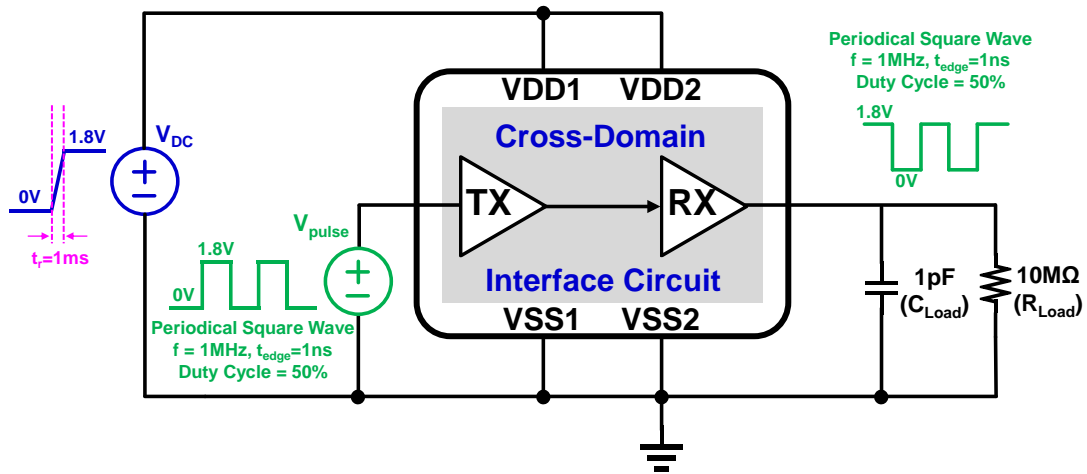 Periodical Square Wave
f = 1MHz, tedge=1ns
Duty Cycle = 50%
1.8V
0V
VDD1 VDD2
Cross-Domain
TX
RX
Interface Circuit
VSS1 VSS2
VDC
1.8V
0V
tr=1ms
Vpulse
1.8V
0V
Periodical Square Wave
f = 1MHz, tedge=1ns
Duty Cycle = 50%
1pF
(CLoad)
10MΩ
(RLoad)